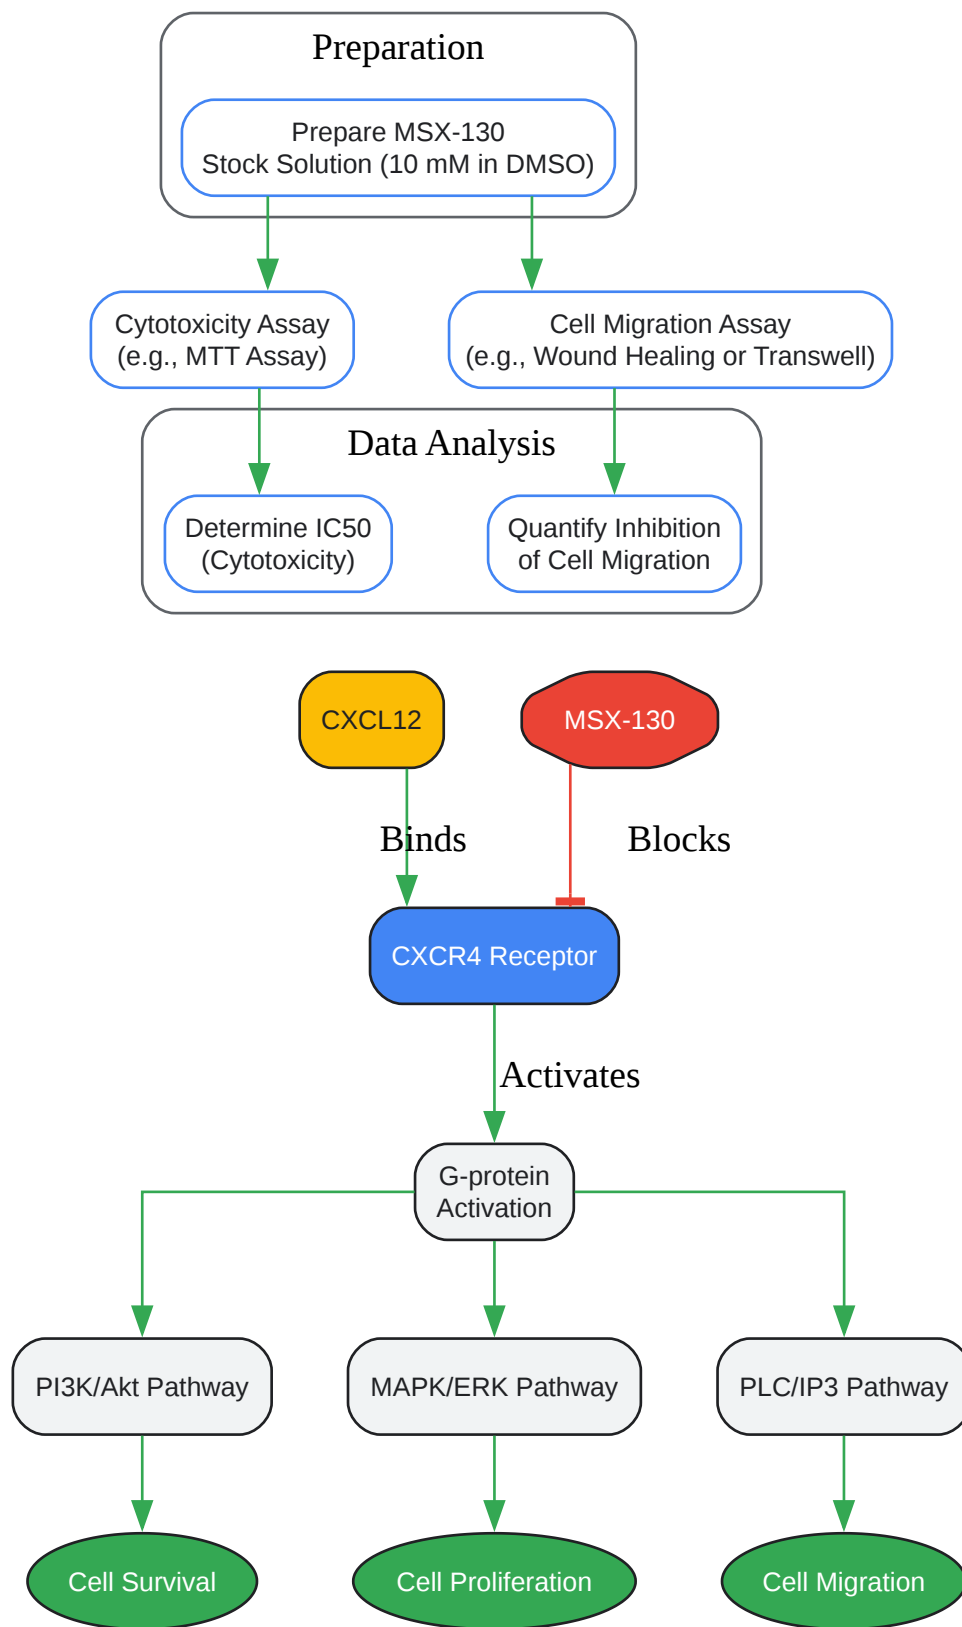 Preparation
Prepare MSX-130
Stock Solution (10 mM in DMSO)
Cytotoxicity Assay
(e.g., MTT Assay)
Cell Migration Assay
(e.g., Wound Healing or Transwell)
Data Analysis
Determine IC50
(Cytotoxicity)
Quantify Inhibition
of Cell Migration
CXCL12
MSX-130
Binds
Blocks
CXCR4 Receptor
Activates
G-protein
Activation
PI3K/Akt Pathway
MAPK/ERK Pathway
PLC/IP3 Pathway
Cell Survival
Cell Proliferation
Cell Migration